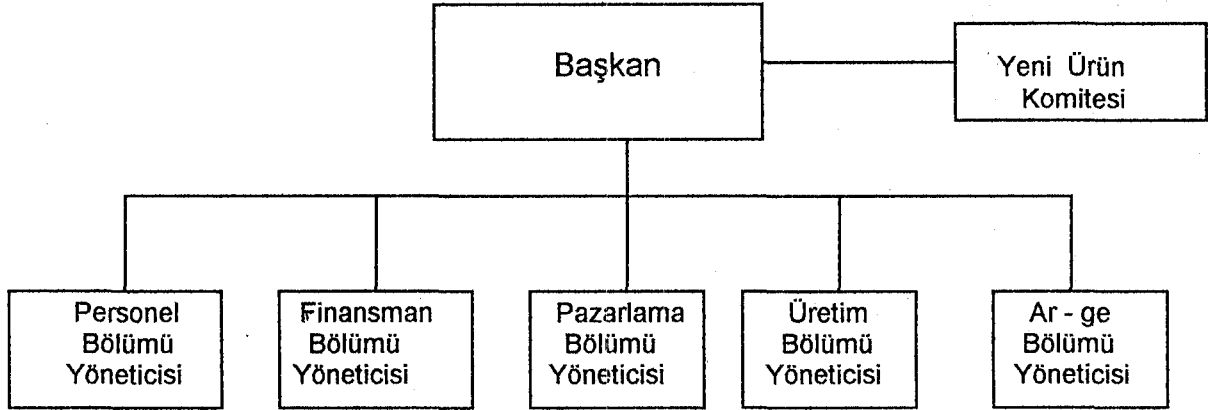 Başkan
Yeni Ürün
Komitesi
Personel
Bölümü
Yöneticisi
Finansman
Bölümü
Yöneticisi
Pazarlama
Bölümü
Yöneticisi
Üretim
Bölümü
Yöneticisi
Ar - ge
Bölümü
Yöneticisi